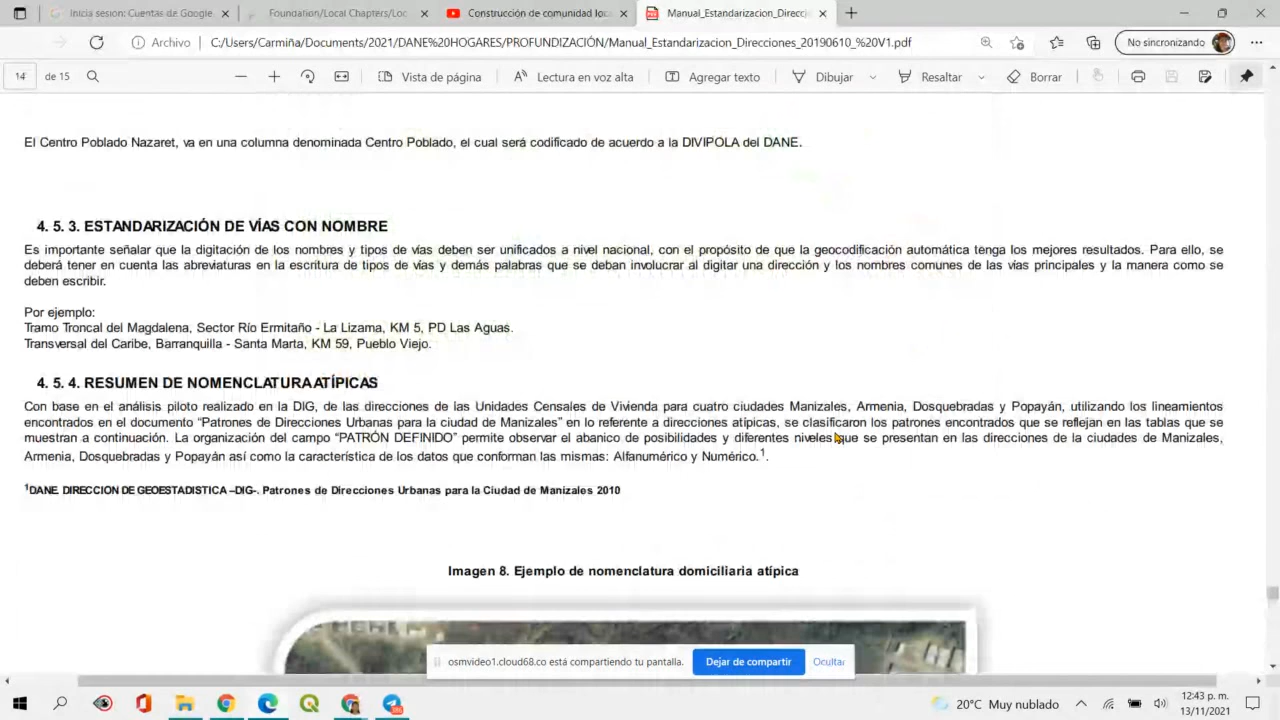 Inicia sesión: Cuentas de Google
Foundation/Local Chapters/Loc
Construcción de comunidad loca
Manual_Estandarizacion_Direcci
Archivo
C:/Users/Carmiña/Documents/2021/DANE%20HOGARES/PROFUNDIZACIÓN/Manual_Estandarizacion_Direcciones_20190610_%20V1.pdf
No sincronizando
14 de 15
Vista de página
Lectura en voz alta
Agregar texto
Dibujar
Resaltar
Borrar
El Centro Poblado Nazaret, va en una columna denominada Centro Poblado, el cual será codificado de acuerdo a la DIVIPOLA del DANE.
4. 5. 3. ESTANDARIZACIÓN DE VÍAS CON NOMBRE
Es importante señalar que la digitación de los nombres y tipos de vías deben ser unificados a nivel nacional, con el propósito de que la geocodificación automática tenga los mejores resultados. Para ello, se
deberá tener en cuenta las abreviaturas en la escritura de tipos de vías y demás palabras que se deban involucrar al digitar una dirección y los nombres comunes de las vías principales y la manera como se
deben escribir.
Por ejemplo:
Tramo Troncal del Magdalena, Sector Río Ermitaño - La Lizama, KM 5, PD Las Aguas.
Transversal del Caribe, Barranquilla - Santa Marta, KM 59, Pueblo Viejo.
4. 5. 4. RESUMEN DE NOMENCLATURA ATÍPICAS
Con base en el análisis piloto realizado en la DIG, de las direcciones de las Unidades Censales de Vivienda para cuatro ciudades Manizales, Armenia, Dosquebradas y Popayán, utilizando los lineamientos
encontrados en el documento “Patrones de Direcciones Urbanas para la ciudad de Manizales” en lo referente a direcciones atípicas, se clasificaron los patrones encontrados que se reflejan en las tablas que se
muestran a continuación. La organización del campo “PATRÓN DEFINIDO” permite observar el abanico de posibilidades y diferentes niveles que se presentan en las direcciones de la ciudades de Manizales,
Armenia, Dosquebradas y Popayán así como la característica de los datos que conforman las mismas: Alfanumérico y Numérico.1.
1DANE. DIRECCION DE GEOESTADISTICA –DIG-. Patrones de Direcciones Urbanas para la Ciudad de Manizales 2010
Imagen 8. Ejemplo de nomenclatura domiciliaria atípica
osmvideo1.cloud68.co está compartiendo tu pantalla.
Dejar de compartir
Ocultar
20°C Muy nublado
12:43 p. m.
13/11/2021